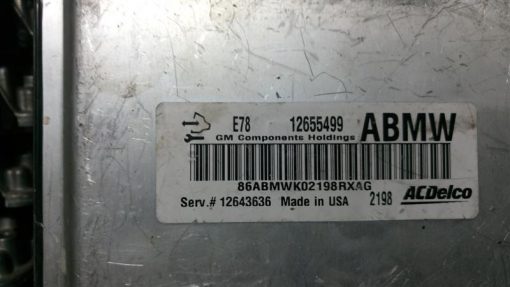 E78 12655499 ABMW
GM Components Holdings
86ABMWK02198RXAG
Serv.# 12643636 Made in USA 2198 ACDelco